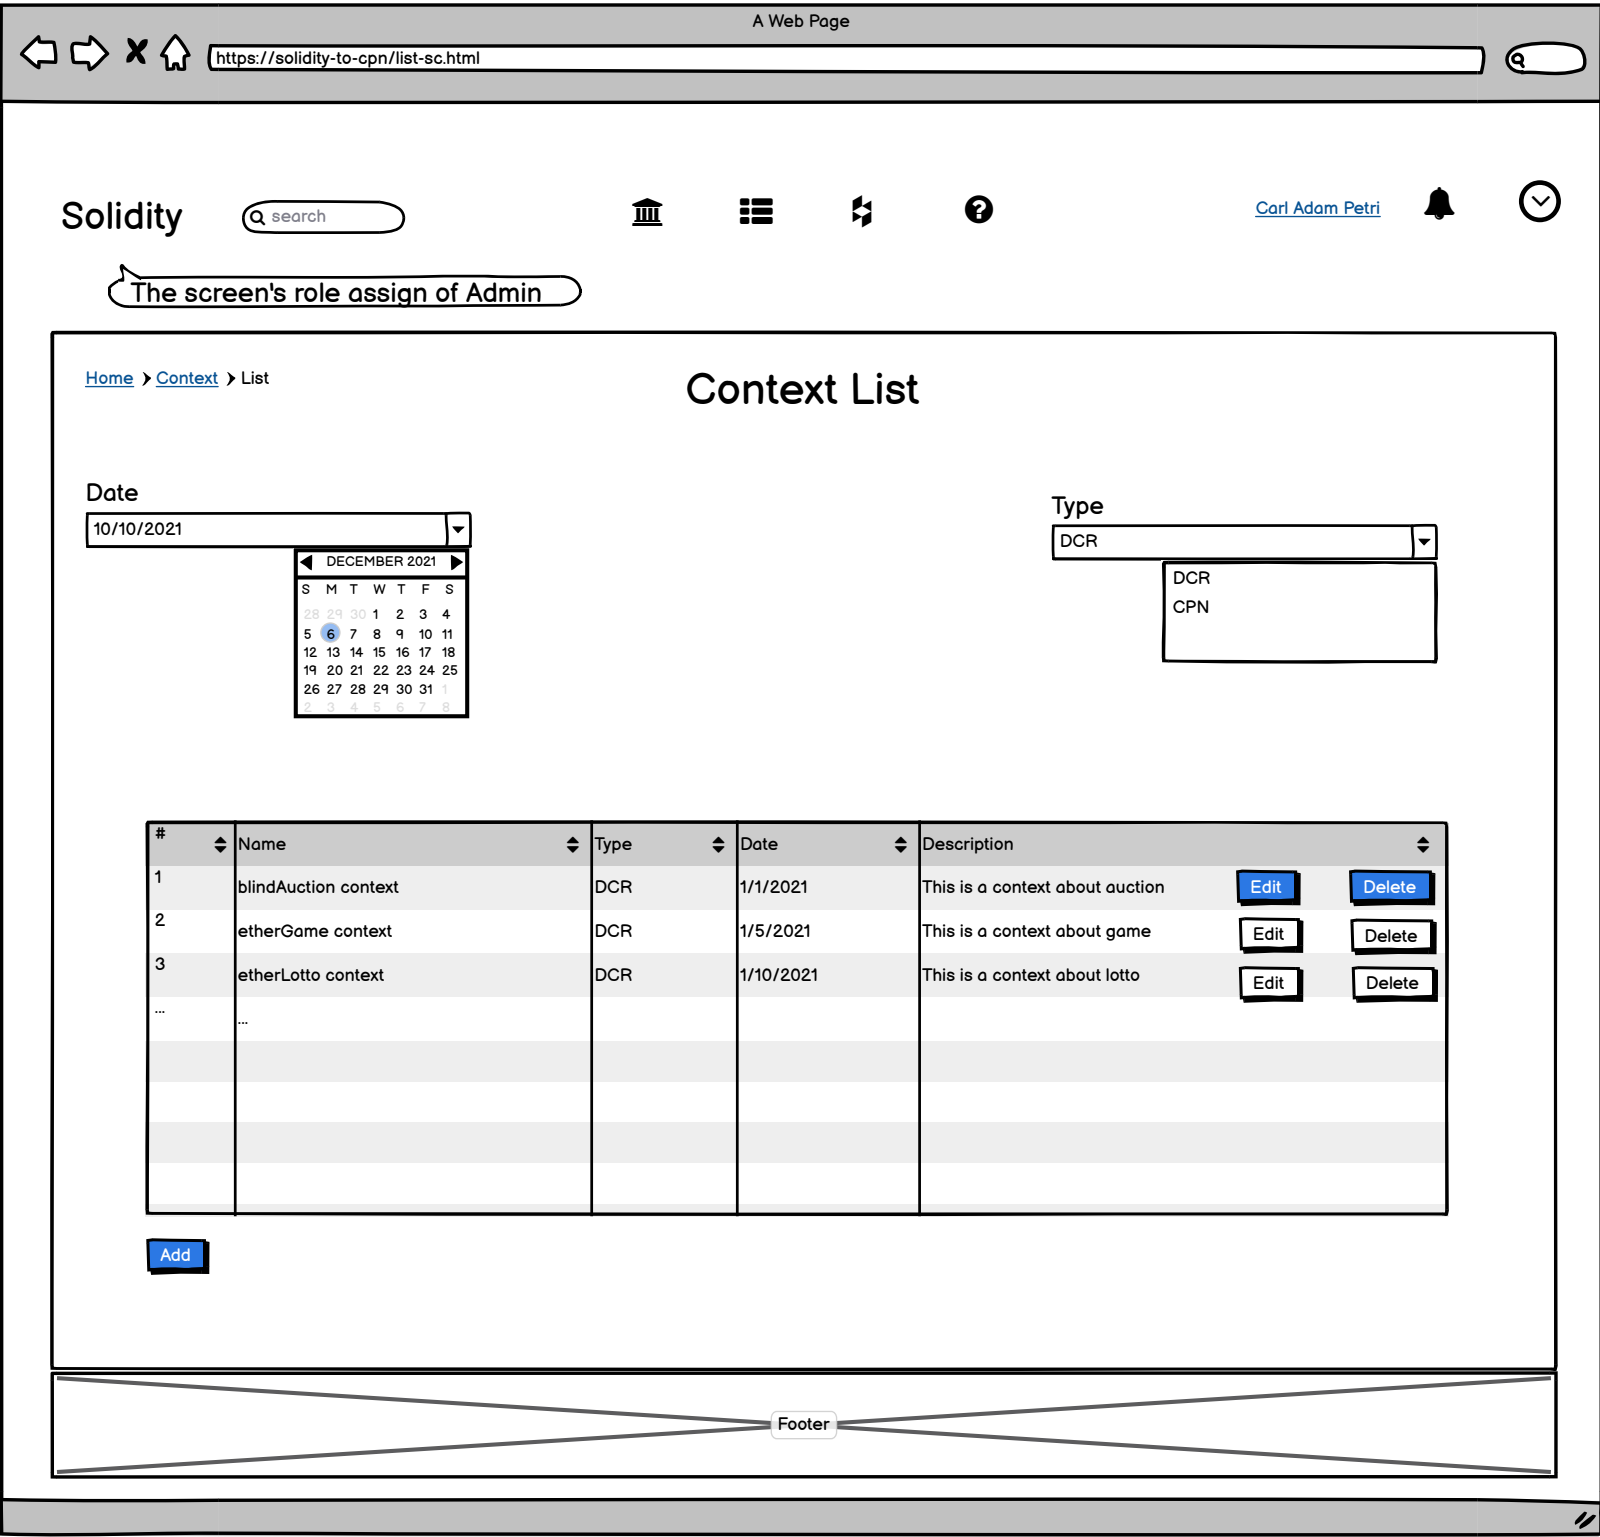 A Web Page
https://solidity-to-cpn/list-sc.html
Solidity
search
Carl Adam Petri
The screen's role assign of Admin
Home Context List
Context List
Date
10/10/2021
DECEMBER 2021
S M T W T F S
28 29 30 1 2 3 4
5 6 7 8 9 10 11
12 13 14 15 16 17 18
19 20 21 22 23 24 25
26 27 28 29 30 31 1
2 3 4 5 6 7 8
Type
DCR
DCR
CPN
# Name Type Date Description
1 blindAuction context DCR 1/1/2021 This is a context about auction Edit Delete
2 etherGame context DCR 1/5/2021 This is a context about game Edit Delete
3 etherLotto context DCR 1/10/2021 This is a context about lotto Edit Delete
... ...
Add
Footer